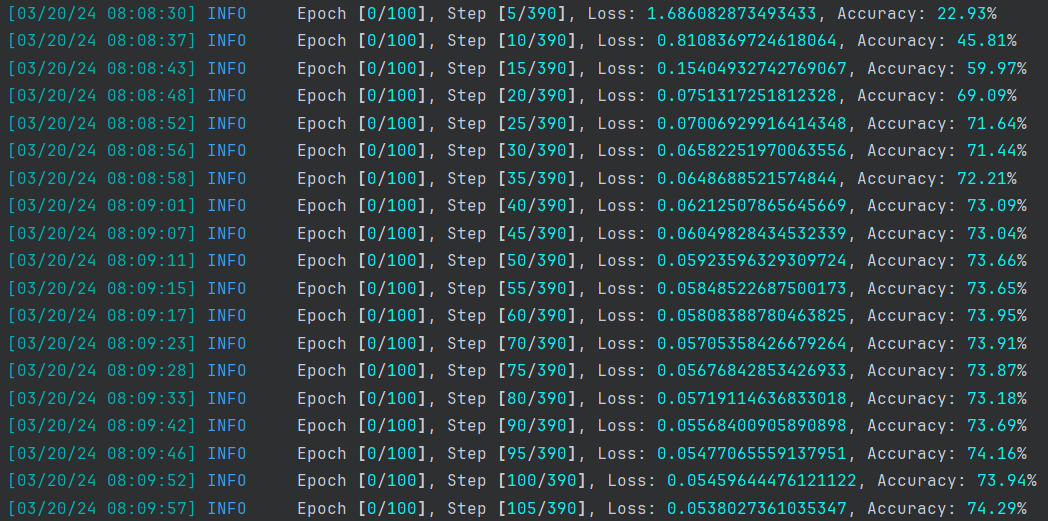 [03/20/24 08:08:30] INFO Epoch [0/100], Step [5/390], Loss: 1.686082873493433, Accuracy: 22.93%
[03/20/24 08:08:37] INFO Epoch [0/100], Step [10/390], Loss: 0.8108369724618064, Accuracy: 45.81%
[03/20/24 08:08:43] INFO Epoch [0/100], Step [15/390], Loss: 0.15404932742769067, Accuracy: 59.97%
[03/20/24 08:08:48] INFO Epoch [0/100], Step [20/390], Loss: 0.0751317251812328, Accuracy: 69.09%
[03/20/24 08:08:52] INFO Epoch [0/100], Step [25/390], Loss: 0.07006929916414348, Accuracy: 71.64%
[03/20/24 08:08:56] INFO Epoch [0/100], Step [30/390], Loss: 0.06582251970063556, Accuracy: 71.44%
[03/20/24 08:08:58] INFO Epoch [0/100], Step [35/390], Loss: 0.0648688521574844, Accuracy: 72.21%
[03/20/24 08:09:01] INFO Epoch [0/100], Step [40/390], Loss: 0.06212507865645669, Accuracy: 73.09%
[03/20/24 08:09:07] INFO Epoch [0/100], Step [45/390], Loss: 0.06049828434532339, Accuracy: 73.04%
[03/20/24 08:09:11] INFO Epoch [0/100], Step [50/390], Loss: 0.05923596329309724, Accuracy: 73.66%
[03/20/24 08:09:15] INFO Epoch [0/100], Step [55/390], Loss: 0.05848522687500173, Accuracy: 73.65%
[03/20/24 08:09:17] INFO Epoch [0/100], Step [60/390], Loss: 0.05808388780463825, Accuracy: 73.95%
[03/20/24 08:09:23] INFO Epoch [0/100], Step [70/390], Loss: 0.05705358426679264, Accuracy: 73.91%
[03/20/24 08:09:28] INFO Epoch [0/100], Step [75/390], Loss: 0.05676842853426933, Accuracy: 73.87%
[03/20/24 08:09:33] INFO Epoch [0/100], Step [80/390], Loss: 0.05719114636833018, Accuracy: 73.18%
[03/20/24 08:09:42] INFO Epoch [0/100], Step [90/390], Loss: 0.05568400905890898, Accuracy: 73.69%
[03/20/24 08:09:46] INFO Epoch [0/100], Step [95/390], Loss: 0.05477065559137951, Accuracy: 74.16%
[03/20/24 08:09:52] INFO Epoch [0/100], Step [100/390], Loss: 0.05459644476121122, Accuracy: 73.94%
[03/20/24 08:09:57] INFO Epoch [0/100], Step [105/390], Loss: 0.0538027361035347, Accuracy: 74.29%